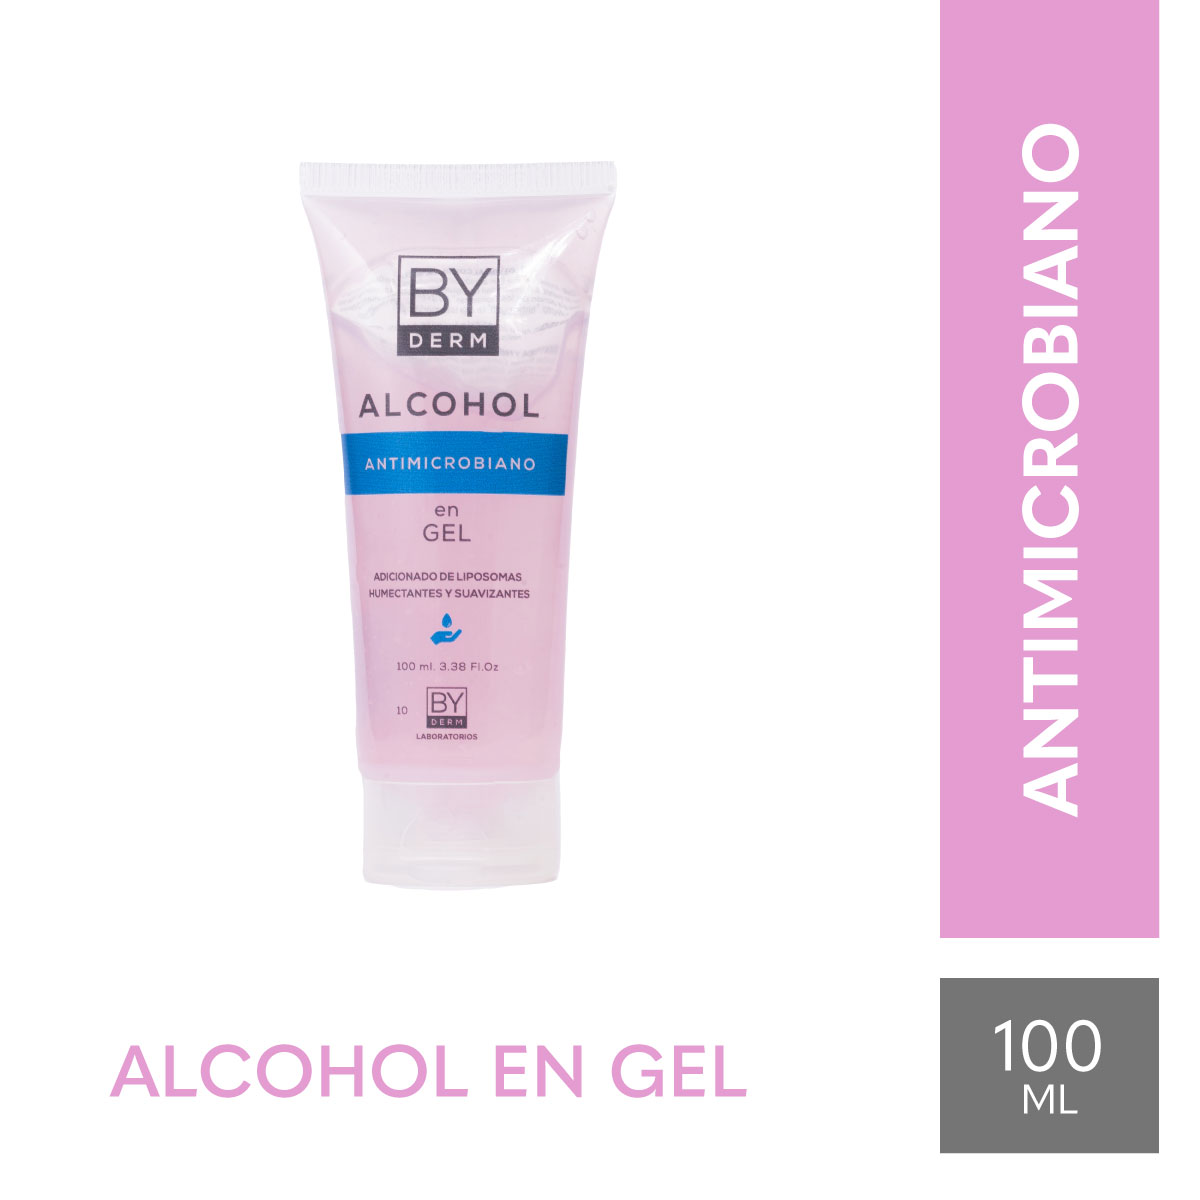 BY
DERM
ALCOHOL
ANTIMICROBIANO
en
GEL
ADICIONADO DE LIPOSOMAS
HUMECTANTES Y SUAVIZANTES
100 ml. 3.38 Fl.Oz
10
BY
DERM
LABORATORIOS
ANTIMICROBIANO
100
ML
ALCOHOL EN GEL